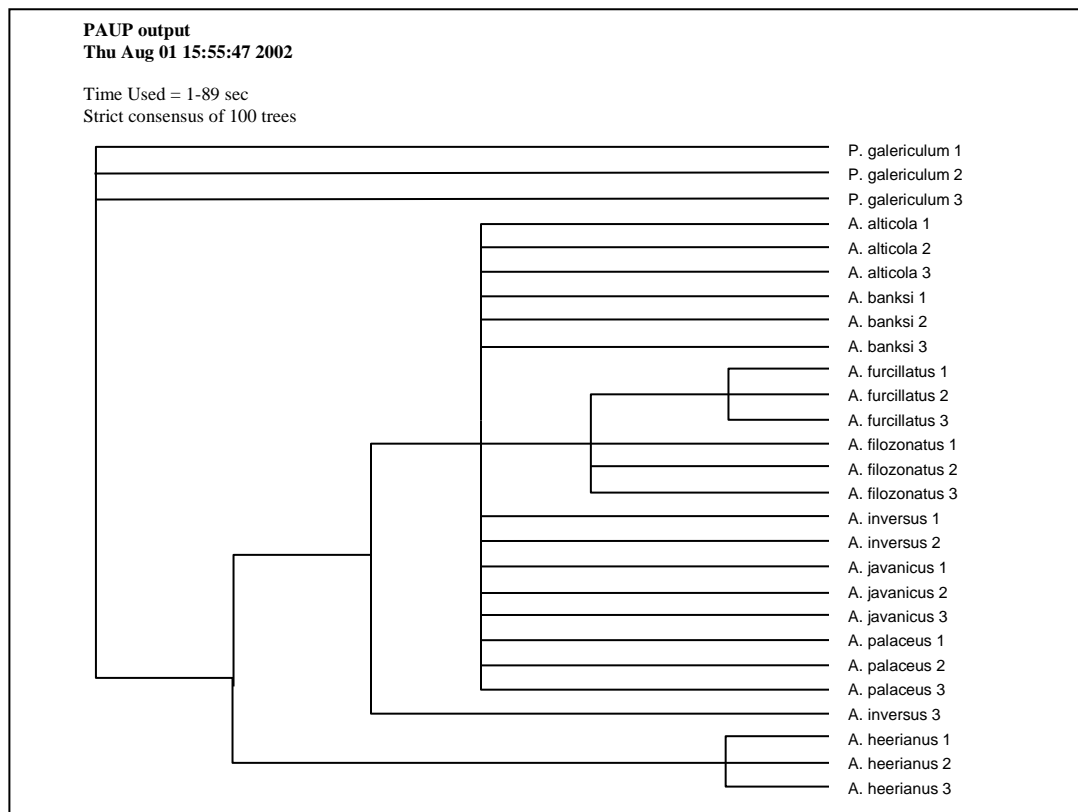 PAUP output
Thu Aug 01 15:55:47 2002
Time Used = 1-89 sec
Strict consensus of 100 trees
P. galericulum 1
P. galericulum 2
P. galericulum 3
A. alticola 1
A. alticola 2
A. alticola 3
A. banksi 1
A. banksi 2
A. banksi 3
A. furcillatus 1
A. furcillatus 2
A. furcillatus 3
A. filozonatus 1
A. filozonatus 2
A. filozonatus 3
A. inversus 1
A. inversus 2
A. javanicus 1
A. javanicus 2
A. javanicus 3
A. palaceus 1
A. palaceus 2
A. palaceus 3
A. inversus 3
A. heerianus 1
A. heerianus 2
A. heerianus 3